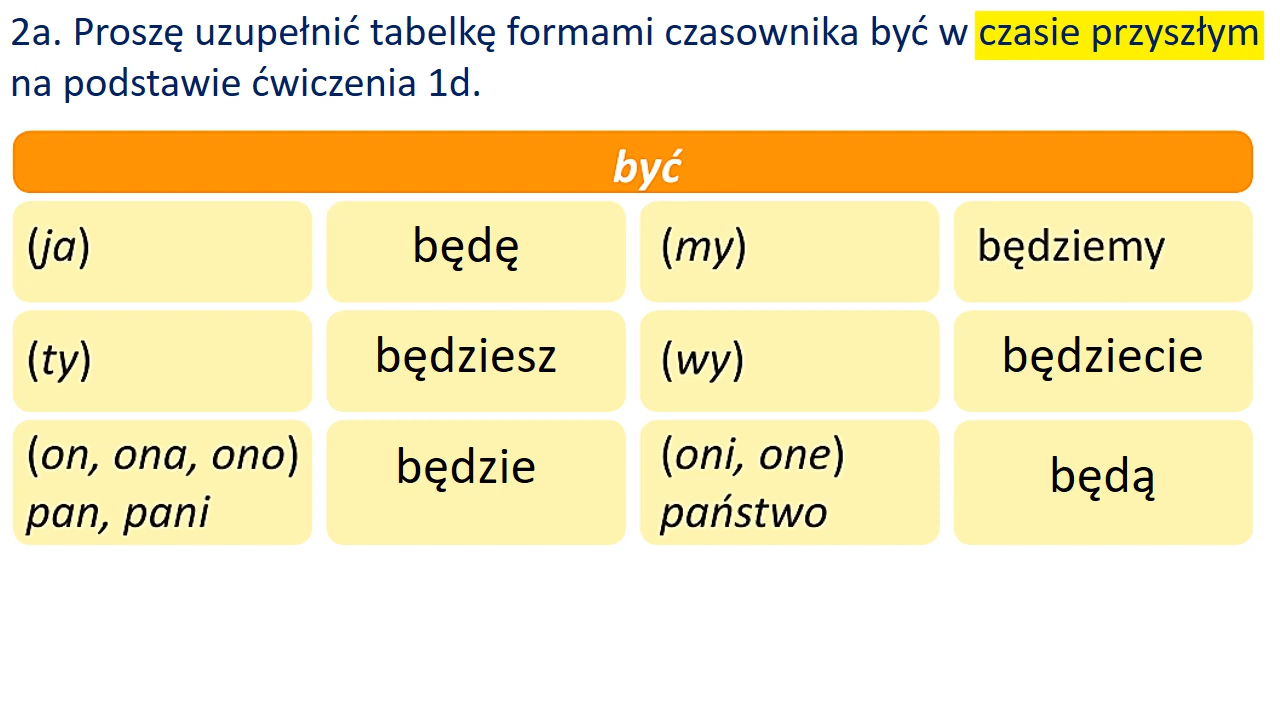 2a. Proszę uzupełnić tabelkę formami czasownika być w czasie przyszłym
na podstawie ćwiczenia 1d.
być
(ja) będę (my) będziemy
(ty) będziesz (wy) będziecie
(on, ona, ono) będzie (oni, one) będą
pan, pani państwo